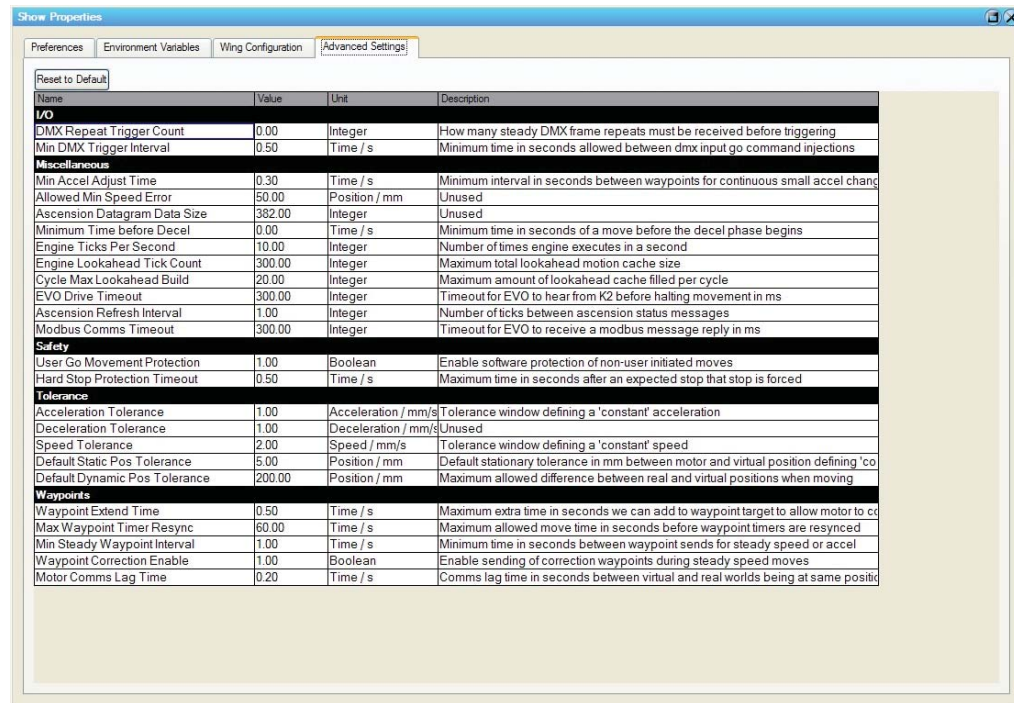 Show Properties
Preferences Environment Variables Wing Configuration Advanced Settings
Reset to Default
Name Value Unit Description
I/O
DMX Repeat Trigger Count 0.00 Integer How many steady DMX frame repeats must be received before triggering
Min DMX Trigger Interval 0.50 Time / s Minimum time in seconds allowed between dmx input go command injections
Miscellaneous
Min Accel Adjust Time 0.30 Time / s Minimum interval in seconds between waypoints for continuous small accel chang
Allowed Min Speed Error 50.00 Position / mm Unused
Ascension Datagram Data Size 382.00 Integer Unused
Minimum Time before Decel 0.00 Time / s Minimum time in seconds of a move before the decel phase begins
Engine Ticks Per Second 10.00 Integer Number of times engine executes in a second
Engine Lookahead Tick Count 300.00 Integer Maximum total lookahead motion cache size
Cycle Max Lookahead Build 20.00 Integer Maximum amount of lookahead cache filled per cycle
EVO Drive Timeout 300.00 Integer Timeout for EVO to hear from K2 before halting movement in ms
Ascension Refresh Interval 1.00 Integer Number of ticks between ascension status messages
Modbus Comms Timeout 300.00 Integer Timeout for EVO to receive a modbus message reply in ms
Safety
User Go Movement Protection 1.00 Boolean Enable software protection of non-user initiated moves
Hard Stop Protection Timeout 0.50 Time / s Maximum time in seconds after an expected stop that stop is forced
Tolerance
Acceleration Tolerance 1.00 Acceleration / mm/s Tolerance window defining a 'constant' acceleration
Deceleration Tolerance 1.00 Deceleration / mm/s Unused
Speed Tolerance 2.00 Speed / mm/s Tolerance window defining a 'constant' speed
Default Static Pos Tolerance 5.00 Position / mm Default stationary tolerance in mm between motor and virtual position defining 'co
Default Dynamic Pos Tolerance 200.00 Position / mm Maximum allowed difference between real and virtual positions when moving
Waypoints
Waypoint Extend Time 0.50 Time / s Maximum extra time in seconds we can add to waypoint target to allow motor to co
Max Waypoint Timer Resync 60.00 Time / s Maximum allowed move time in seconds before waypoint timers are resynced
Min Steady Waypoint Interval 1.00 Time / s Minimum time in seconds between waypoint sends for steady speed or accel
Waypoint Correction Enable 1.00 Boolean Enable sending of correction waypoints during steady speed moves
Motor Comms Lag Time 0.20 Time / s Comms lag time in seconds between virtual and real worlds being at same positic